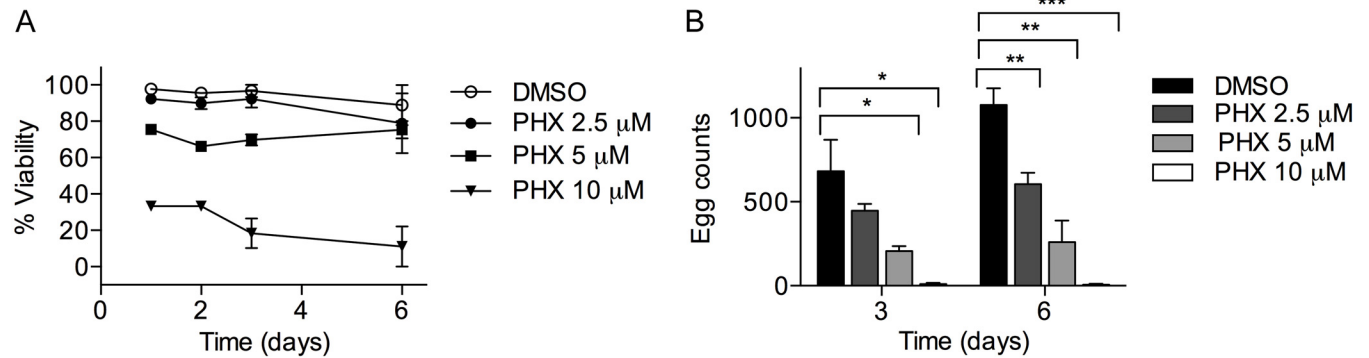 A
% Viability
100
80
60
40
20
0
0 2 4 6
Time (days)
DMSO
PHX 2.5 μM
PHX 5 μM
PHX 10 μM
B
Egg counts
1000
500
0
3 6
Time (days)
*
*
***
**
**
DMSO
PHX 2.5 μM
PHX 5 μM
PHX 10 μM